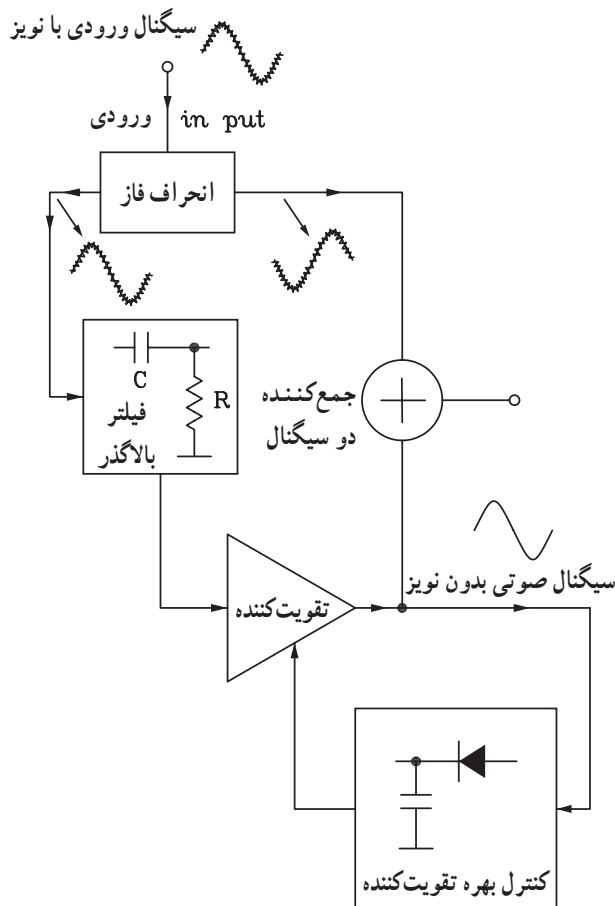 سیگنال ورودی با نویز
ورودی in put
انحراف فاز
C
R
فیلتر
بالاگذر
جمع‌کننده
دو سیگنال
سیگنال صوتی بدون نویز
تقویت‌کننده
کنترل بهره تقویت‌کننده